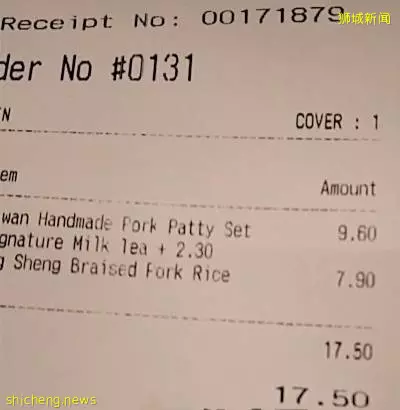 Receipt No: 00171879
狮城新闻
der No #0131
N
COVER : 1
em
Amount
wan Handmade Pork Patty Set 9.60
gnature Milk Tea + 2.30
g Sheng Braised Pork Rice 7.90
17.50
17.50
shicheng.news